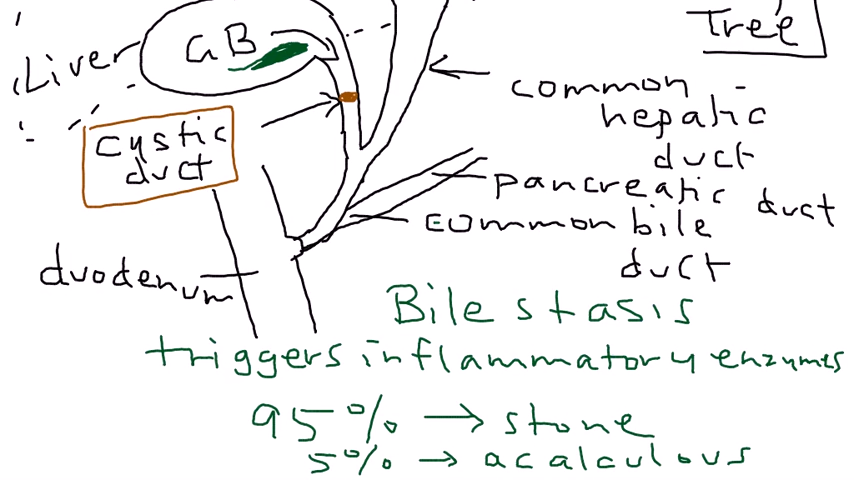 Tree
GB
Liver
common
hepatic
duct
cystic
duct
pancreatic duct
common bile
duct
duodenum
Bile stasis
triggers inflammatory enzymes
95% → stone
5% → acalculous